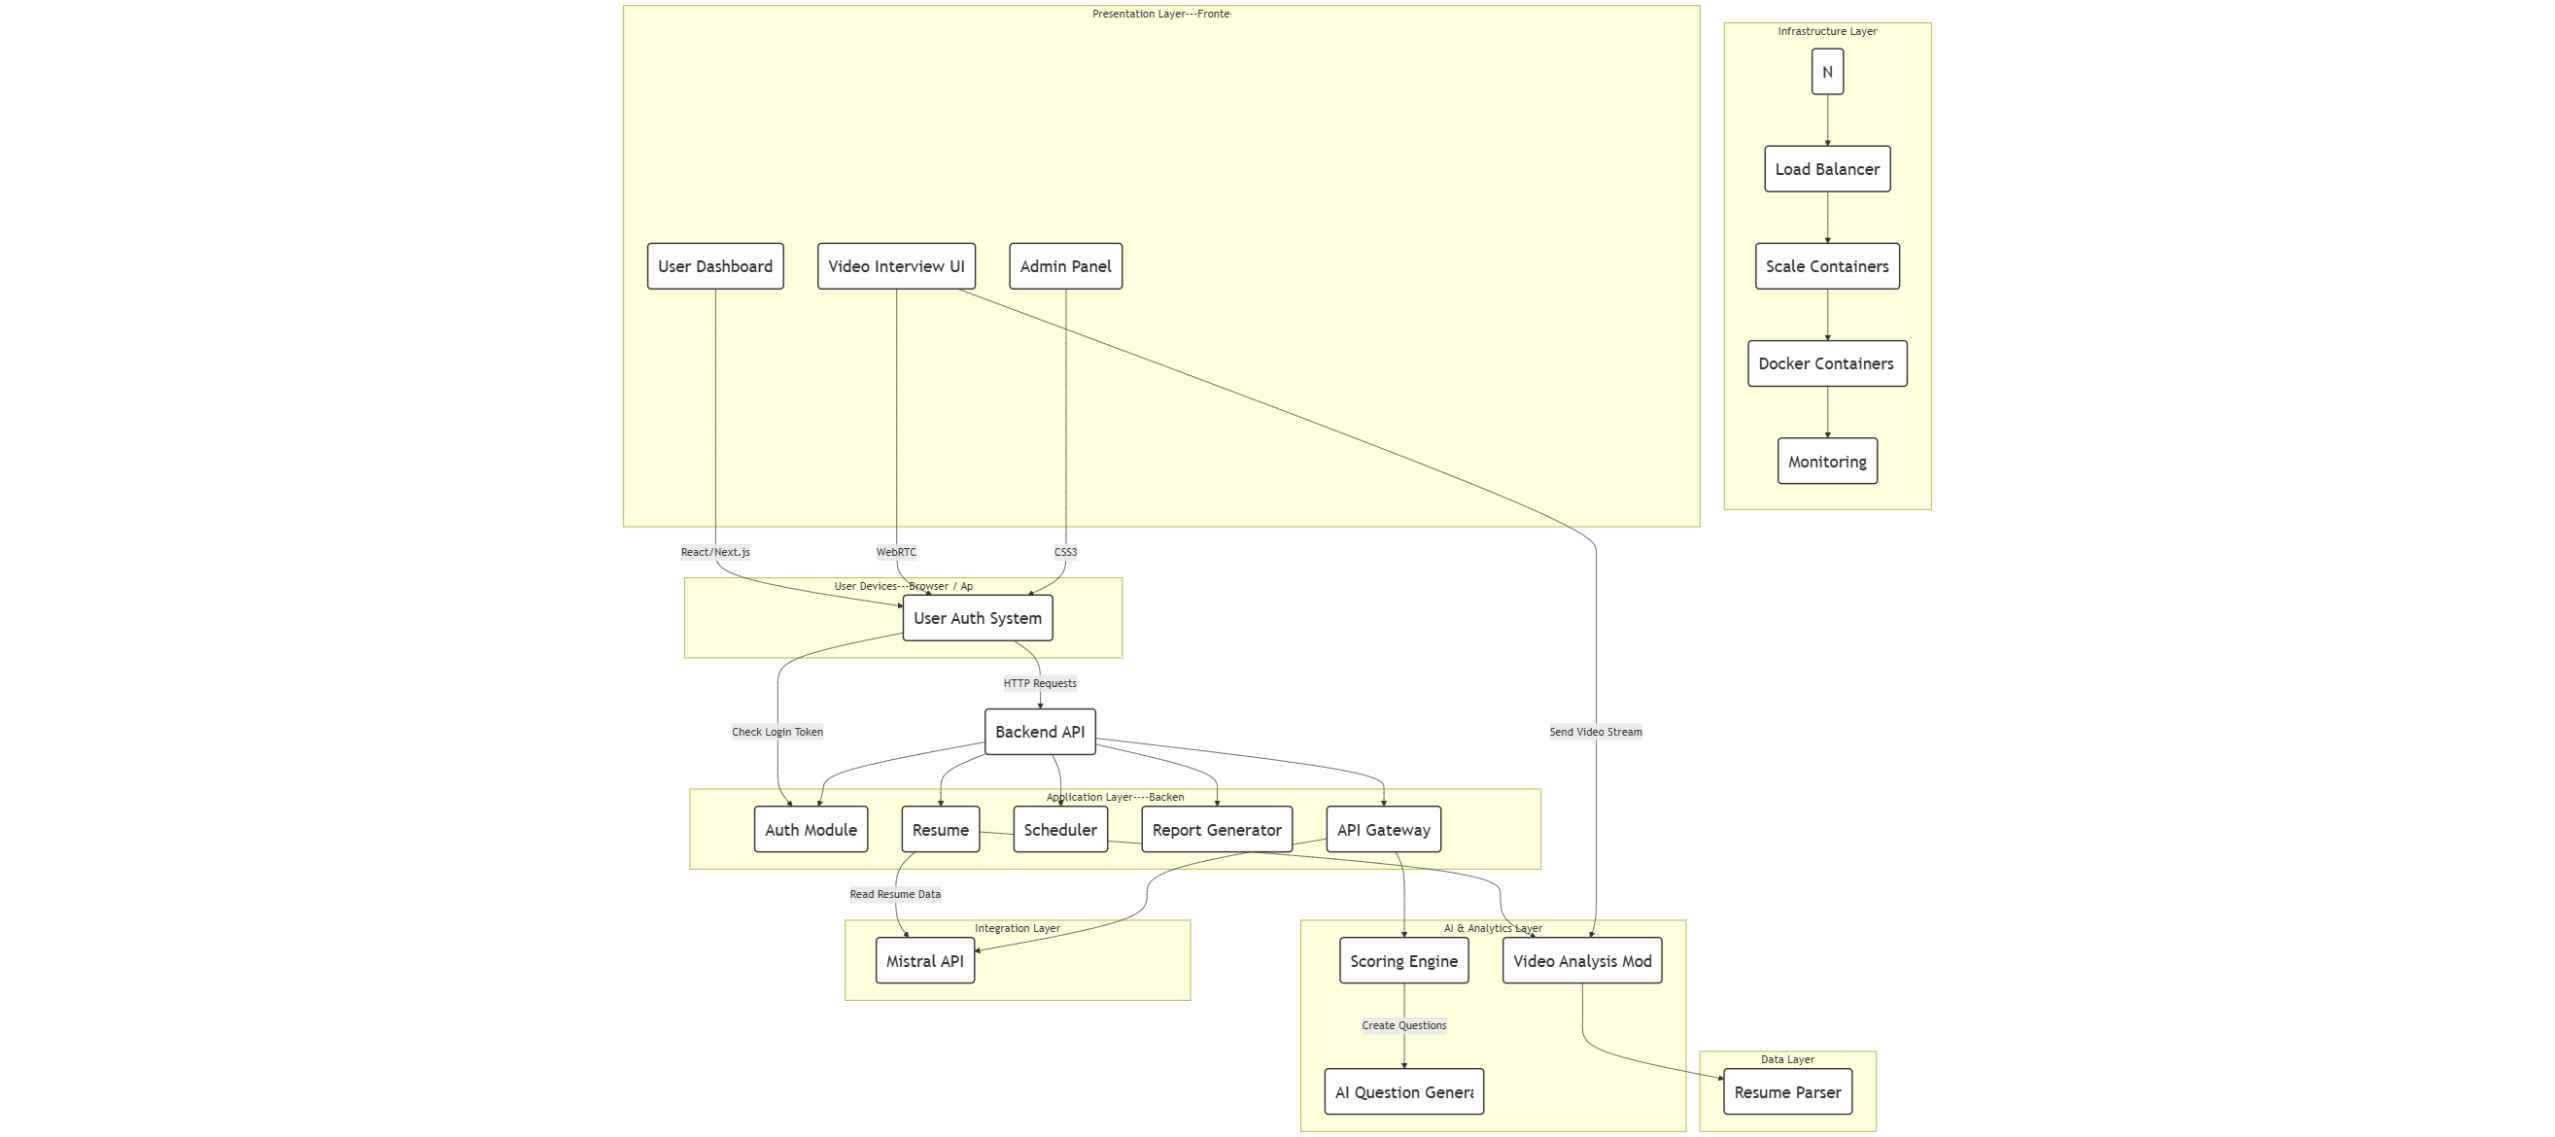 Presentation Layer---Fronte
Infrastructure Layer
N
Load Balancer
User Dashboard
Video Interview UI
Admin Panel
Scale Containers
Docker Containers
Monitoring
React/Next.js
WebRTC
CSS3
User Devices---Browser / Ap
User Auth System
HTTP Requests
Check Login Token
Backend API
Send Video Stream
Application Layer----Backen
Auth Module
Resume
Scheduler
Report Generator
API Gateway
Read Resume Data
Integration Layer
AI & Analytics Layer
Mistral API
Scoring Engine
Video Analysis Mod
Create Questions
Data Layer
AI Question Genera
Resume Parser